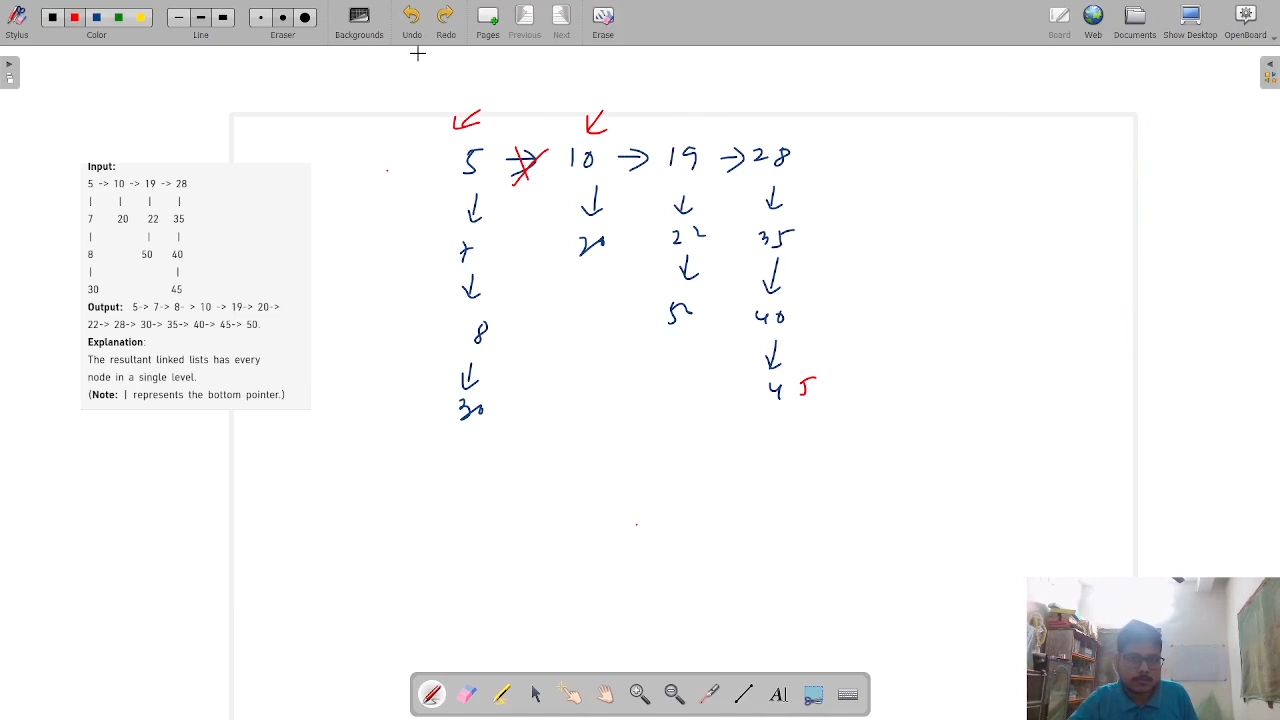 Stylus Color Line Eraser Backgrounds Undo Redo Pages Previous Next Erase Board Web Documents Show Desktop OpenBoard
Input:
5 -> 10 -> 19 -> 28
| | | |
7 20 22 35
| | |
8 50 40
| |
30 45
Output: 5-> 7-> 8- > 10 -> 19-> 20->
22-> 28-> 30-> 35-> 40-> 45-> 50.
Explanation:
The resultant linked lists has every
node in a single level.
(Note: | represents the bottom pointer.)
5 → 10 → 19 → 28
↓ ↓ ↓ ↓
7 20 22 35
↓ ↓ ↓
8 50 40
↓ ↓
30 45
AI